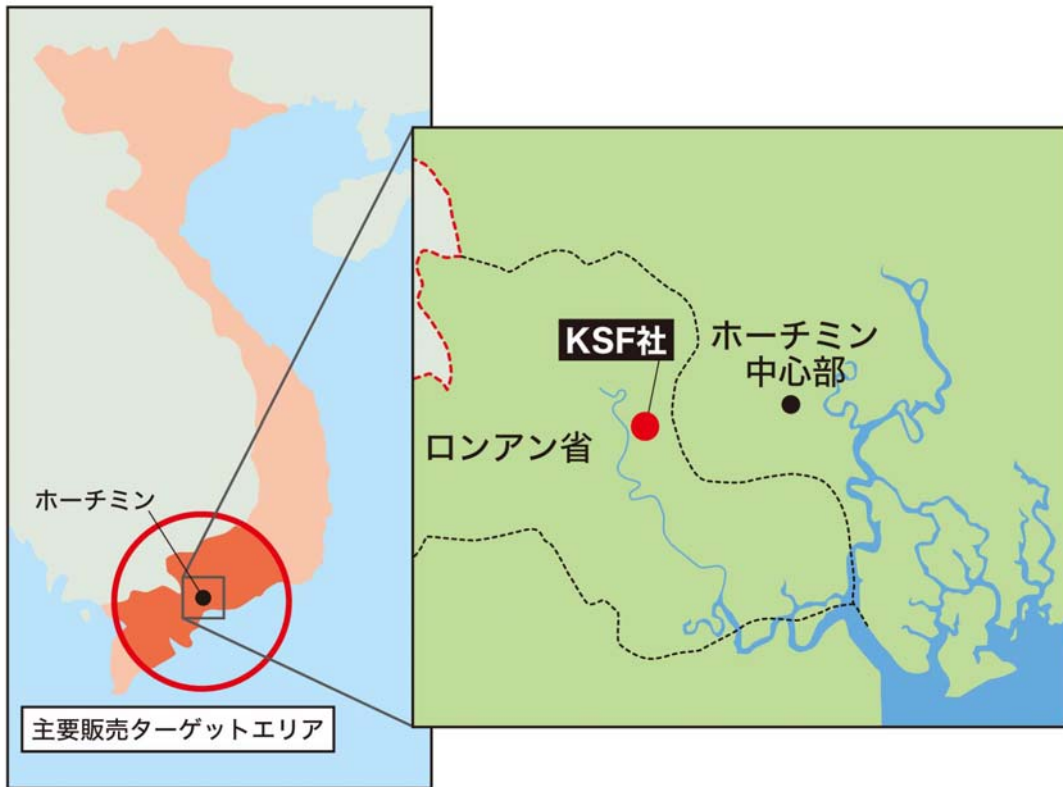 ホーチミン
主要販売ターゲットエリア
KSF社
ホーチミン
中心部
ロンアン省